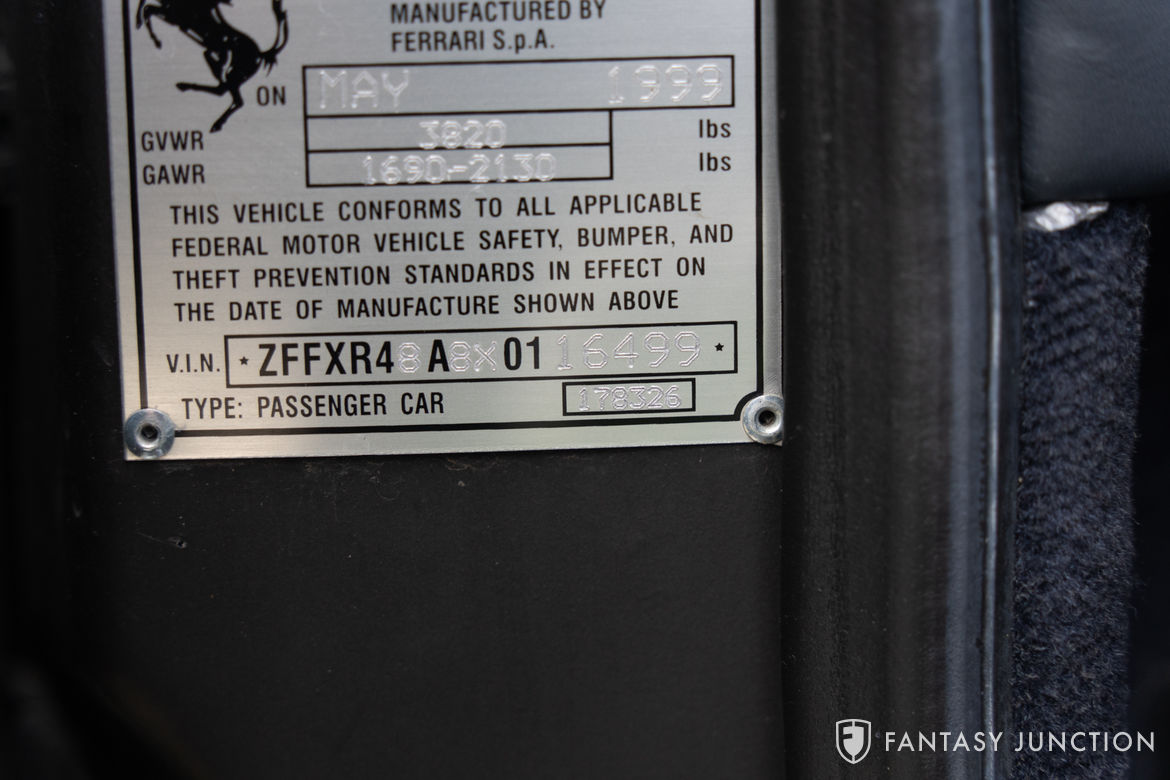 MANUFACTURED BY
FERRARI S.p.A.
ON MAY 1999
GVWR 3820 lbs
GAWR 1690-2130 lbs
THIS VEHICLE CONFORMS TO ALL APPLICABLE
FEDERAL MOTOR VEHICLE SAFETY, BUMPER, AND
THEFT PREVENTION STANDARDS IN EFFECT ON
THE DATE OF MANUFACTURE SHOWN ABOVE
V.I.N. * ZFFXR48A8X0116499 *
TYPE: PASSENGER CAR 178326
FANTASY JUNCTION